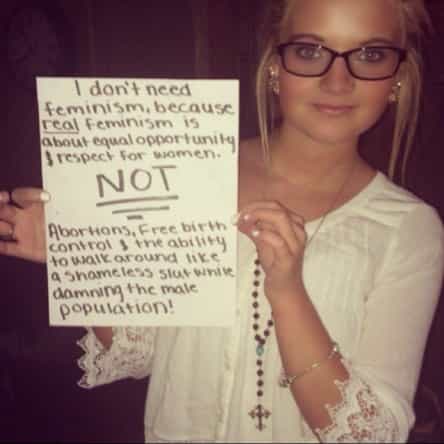 I don't need
feminism, because
real feminism is
about equal opportunity
& respect for women.
NOT
Abortions, Free birth
control & the ability
to walk around like
a shameless slut while
damning the male
population!